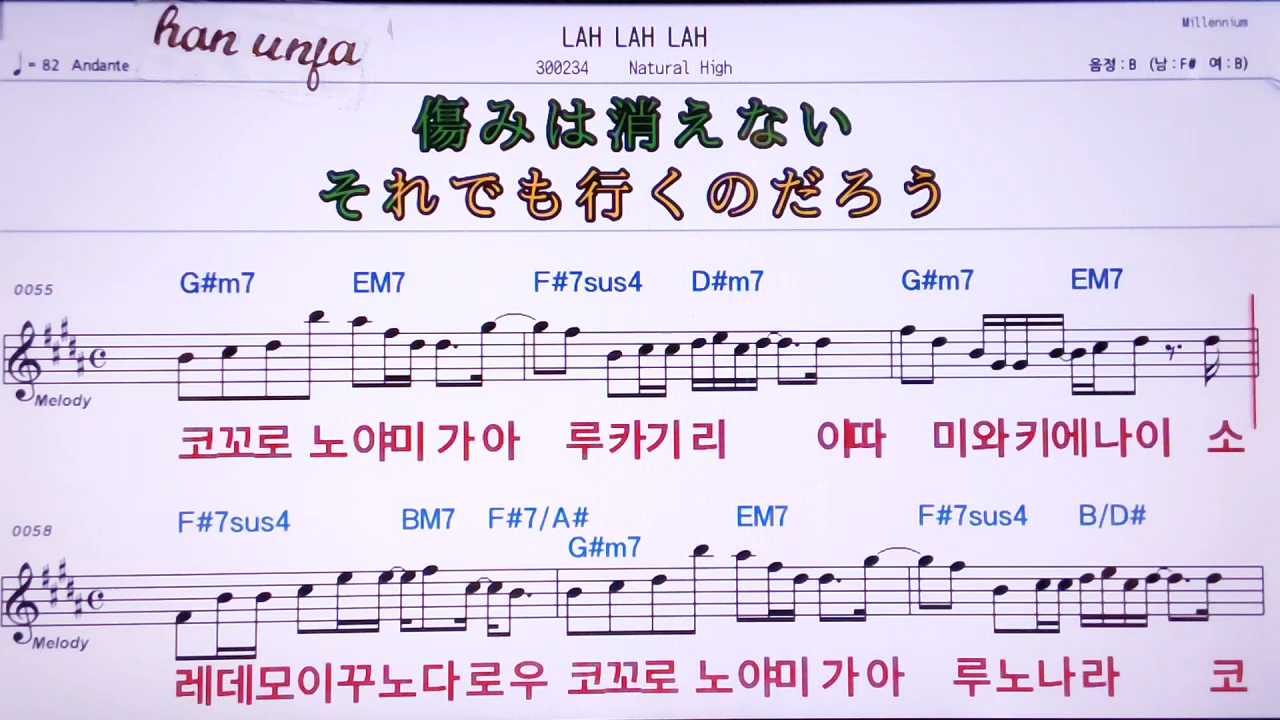 han unfa
LAH LAH LAH
Millennium
♩= 82 Andante
300234 Natural High
음정 : B (남 : F# 여 : B)
傷みは消えない
それでも行くのだろう
G#m7 EM7 F#7sus4 D#m7 G#m7 EM7
0055
Melody
코꼬로 노야미 가아 루카기리 이따 미와키에나이 소
F#7sus4 BM7 F#7/A# G#m7 EM7 F#7sus4 B/D#
0058
Melody
레데모이꾸노다로우 코꼬로 노야미 가아 루노나라 코